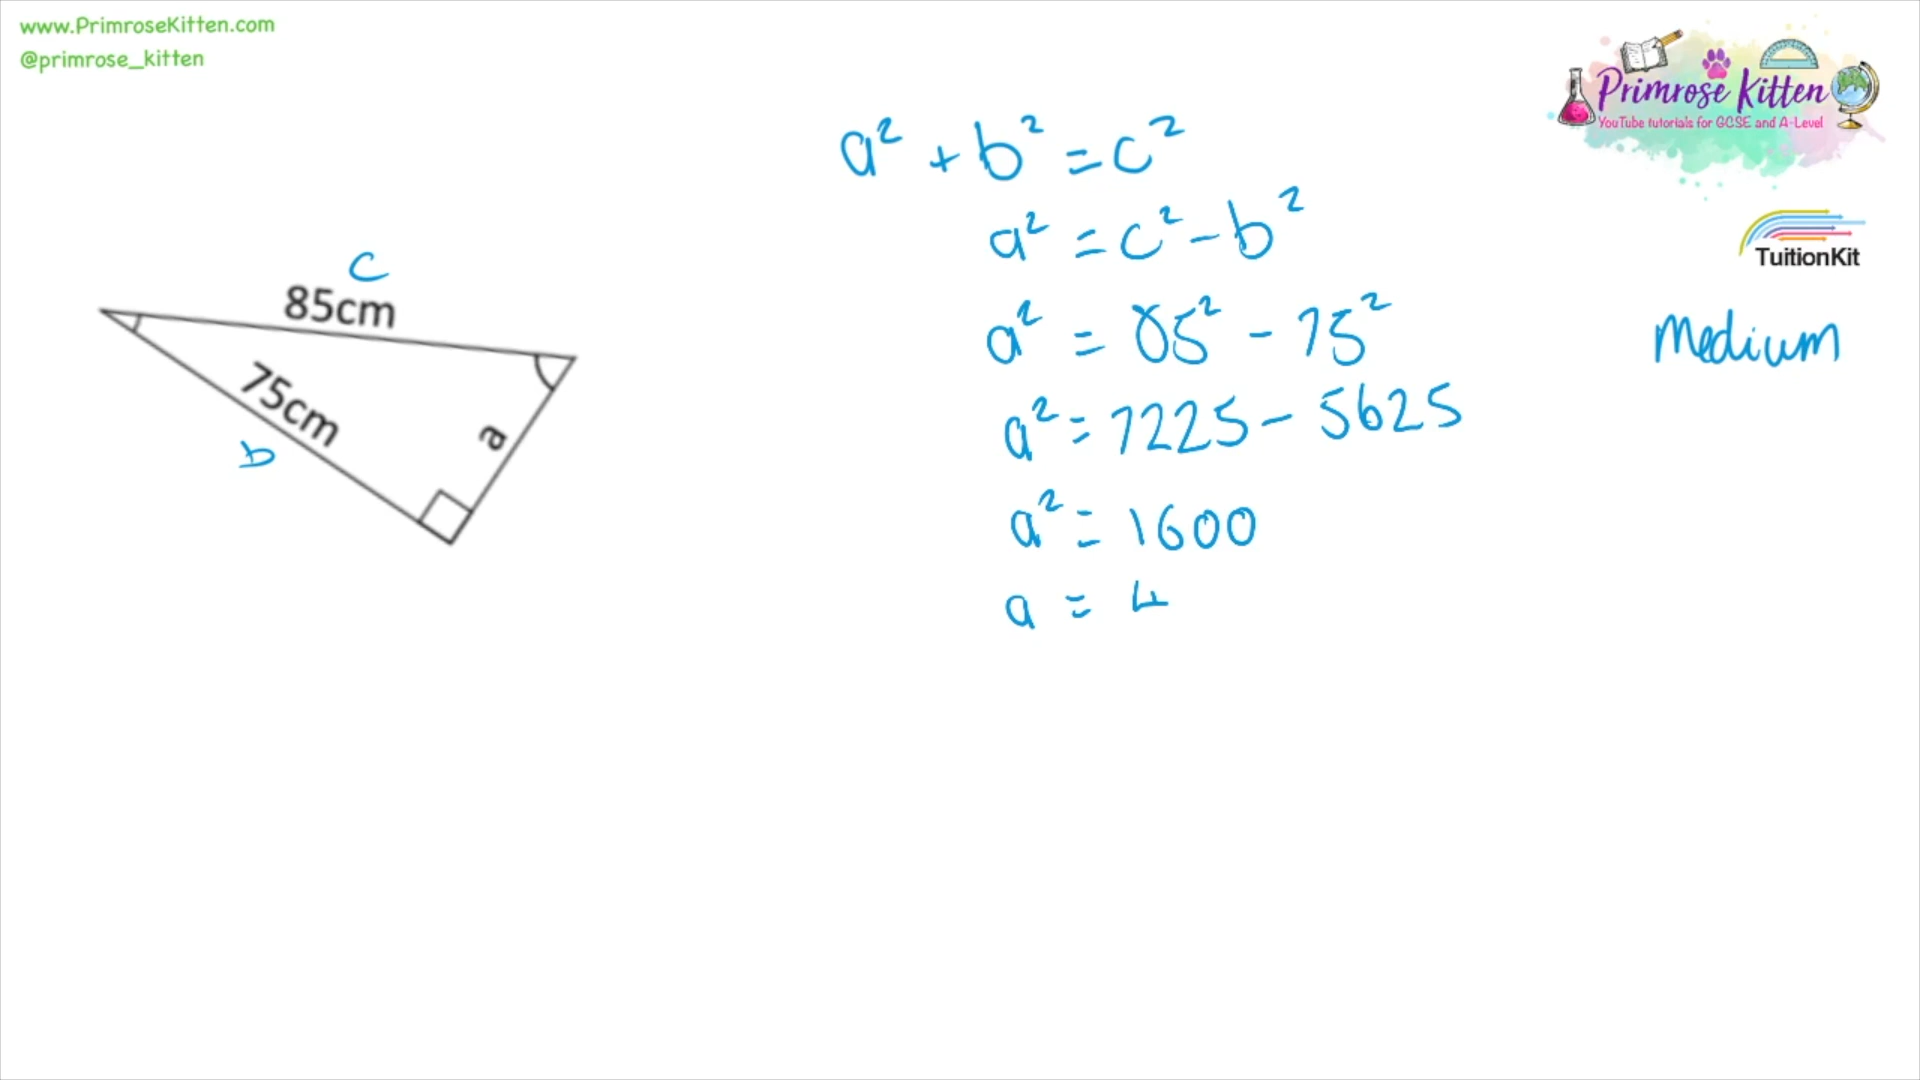 www.PrimroseKitten.com
@primrose_kitten
Primrose Kitten
YouTube tutorials for GCSE and A-Level
TuitionKit
Medium
a² + b² = c²
a² = c² - b²
a² = 85² - 75²
a² = 7225 - 5625
a² = 1600
a = 4
c
85cm
75cm
b
a